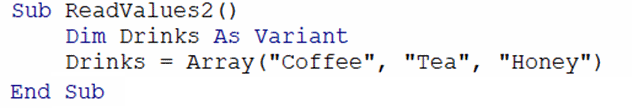 Sub ReadValues2()
    Dim Drinks As Variant
    Drinks = Array("Coffee", "Tea", "Honey")
End Sub